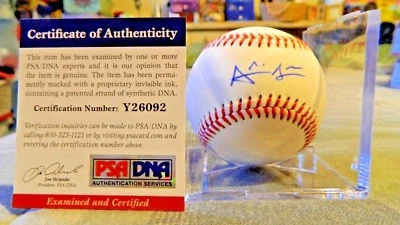 Certificate of Authenticity
This item has been examined by one or more
PSA/DNA experts and it is our opinion that
the item is genuine. The item has been perma-
nently marked with a proprietary invisible ink,
containing a patented strand of synthetic DNA.
Certification Number: Y26092
Verification inquiries can be made to PSA/DNA by
calling 800-325-1121 or by visiting psacard.com and
entering the certification number above.
Joe Orlando
President, PSA/DNA
PSA DNA
AUTHENTICATION SERVICES
Examined and Certified